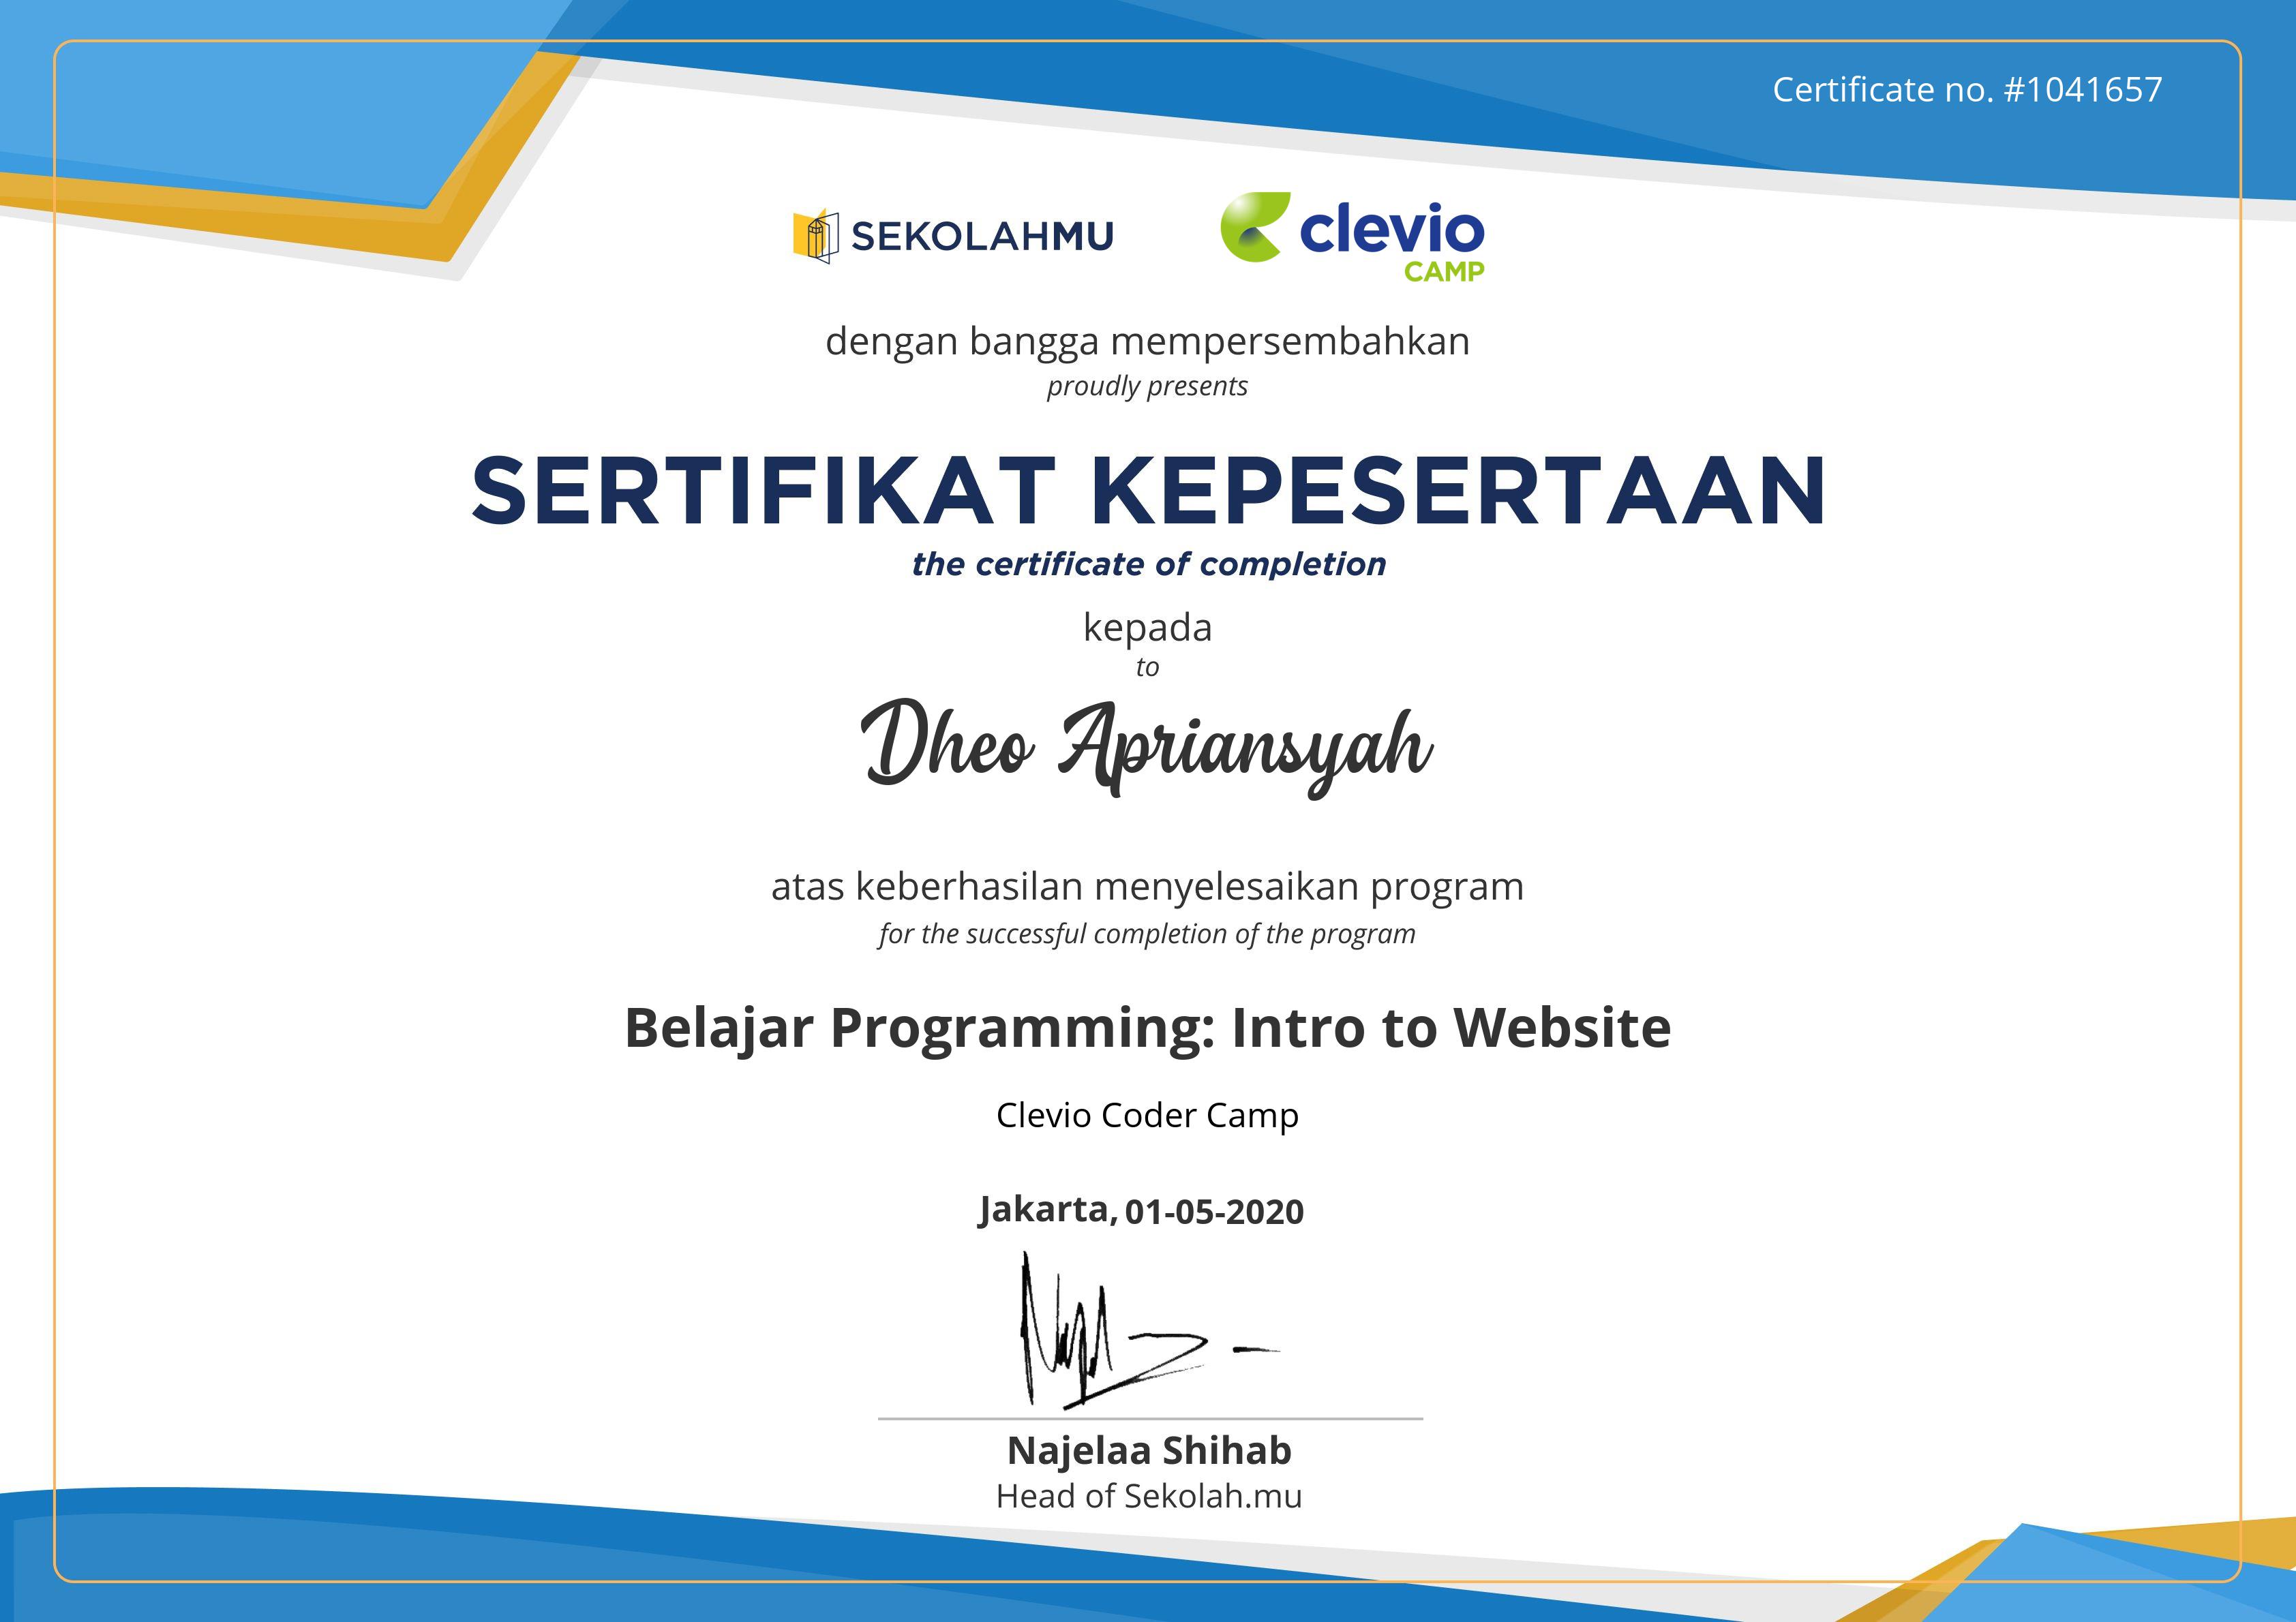 Certificate no. #1041657
SEKOLAHMU
clevio
CAMP
dengan bangga mempersembahkan
proudly presents
SERTIFIKAT KEPESERTAAN
the certificate of completion
kepada
to
Dheo Apriansyah
atas keberhasilan menyelesaikan program
for the successful completion of the program
Belajar Programming: Intro to Website
Clevio Coder Camp
Jakarta, 01-05-2020
Najelaa Shihab
Head of Sekolah.mu